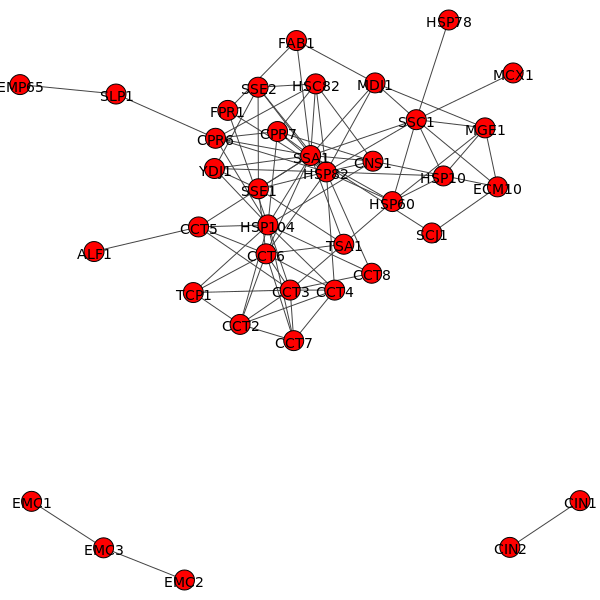 HSP78
FAB1
MCX1
EMP65
SLP1
SSE2
HSC82
MDJ1
FPR1
SSC1
MGE1
CPR6
CPR7
SSA1
CNS1
YDJ1
HSP82
HSP10
ECM10
SSE1
HSP60
CCT5
HSP104
SCJ1
ALF1
TSA1
CCT6
CCT8
TCP1
CCT3
CCT4
CCT2
CCT7
EMC1
CIN1
EMC3
CIN2
EMC2